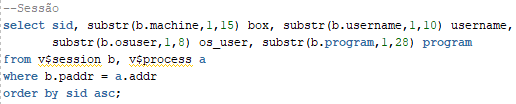 --Sessão
select sid, substr(b.machine,1,15) box, substr(b.username,1,10) username,
substr(b.osuser,1,8) os_user, substr(b.program,1,28) program
from v$session b, v$process a
where b.paddr = a.addr
order by sid asc;